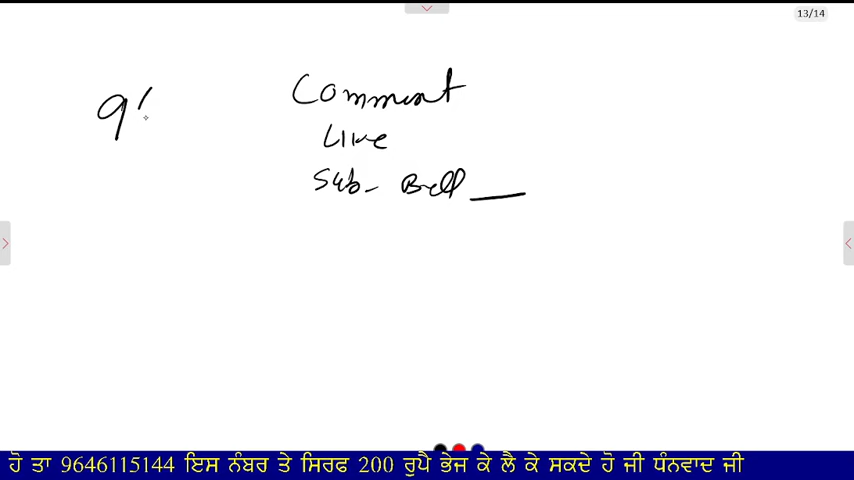 13/14
9'
Comment
Like
Sub- Bell
ਹੋ ਤਾ 9646115144 ਇਸ ਨੰਬਰ ਤੇ ਸਿਰਫ 200 ਰੁਪੈ ਭੇਜ ਕੇ ਲੈ ਕੇ ਸਕਦੇ ਹੋ ਜੀ ਧੰਨਵਾਦ ਜੀ